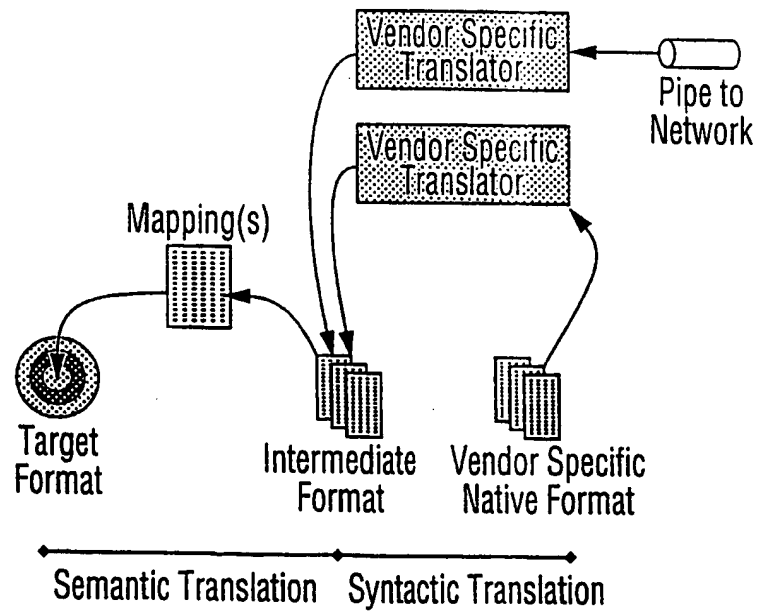 Vendor Specific
Translator
Pipe to
Network
Vendor Specific
Translator
Mapping(s)
Target
Format
Intermediate
Format
Vendor Specific
Native Format
Semantic Translation
Syntactic Translation